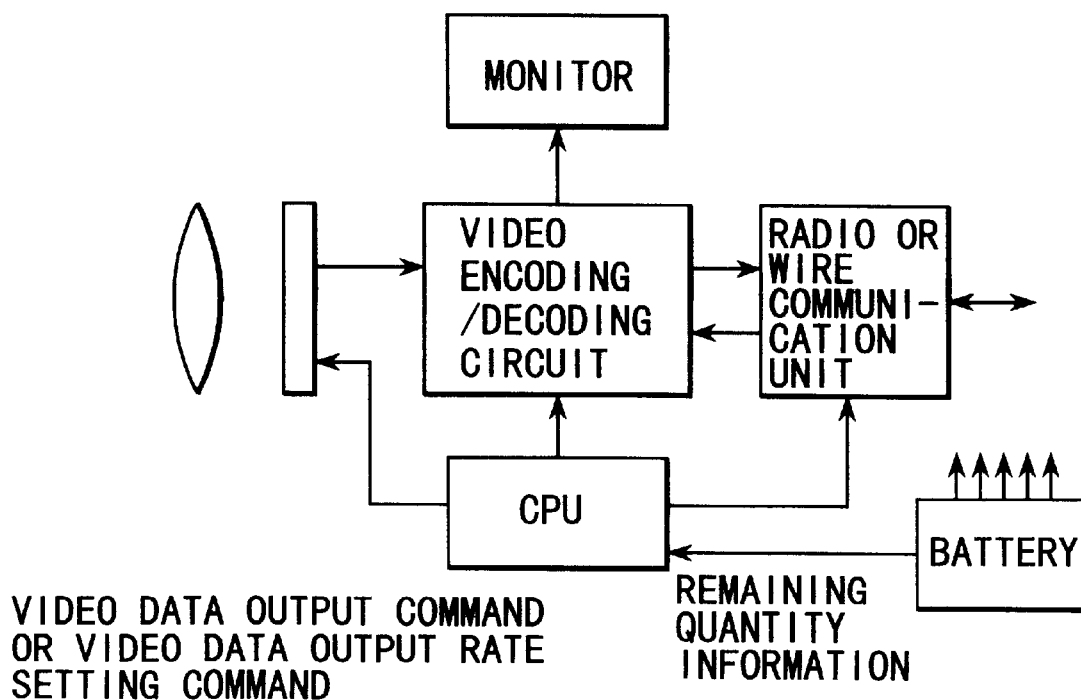 MONITOR
VIDEO
ENCODING
/DECODING
CIRCUIT
RADIO OR
WIRE
COMMUNI-
CATION
UNIT
CPU
BATTERY
VIDEO DATA OUTPUT COMMAND
OR VIDEO DATA OUTPUT RATE
SETTING COMMAND
REMAINING
QUANTITY
INFORMATION